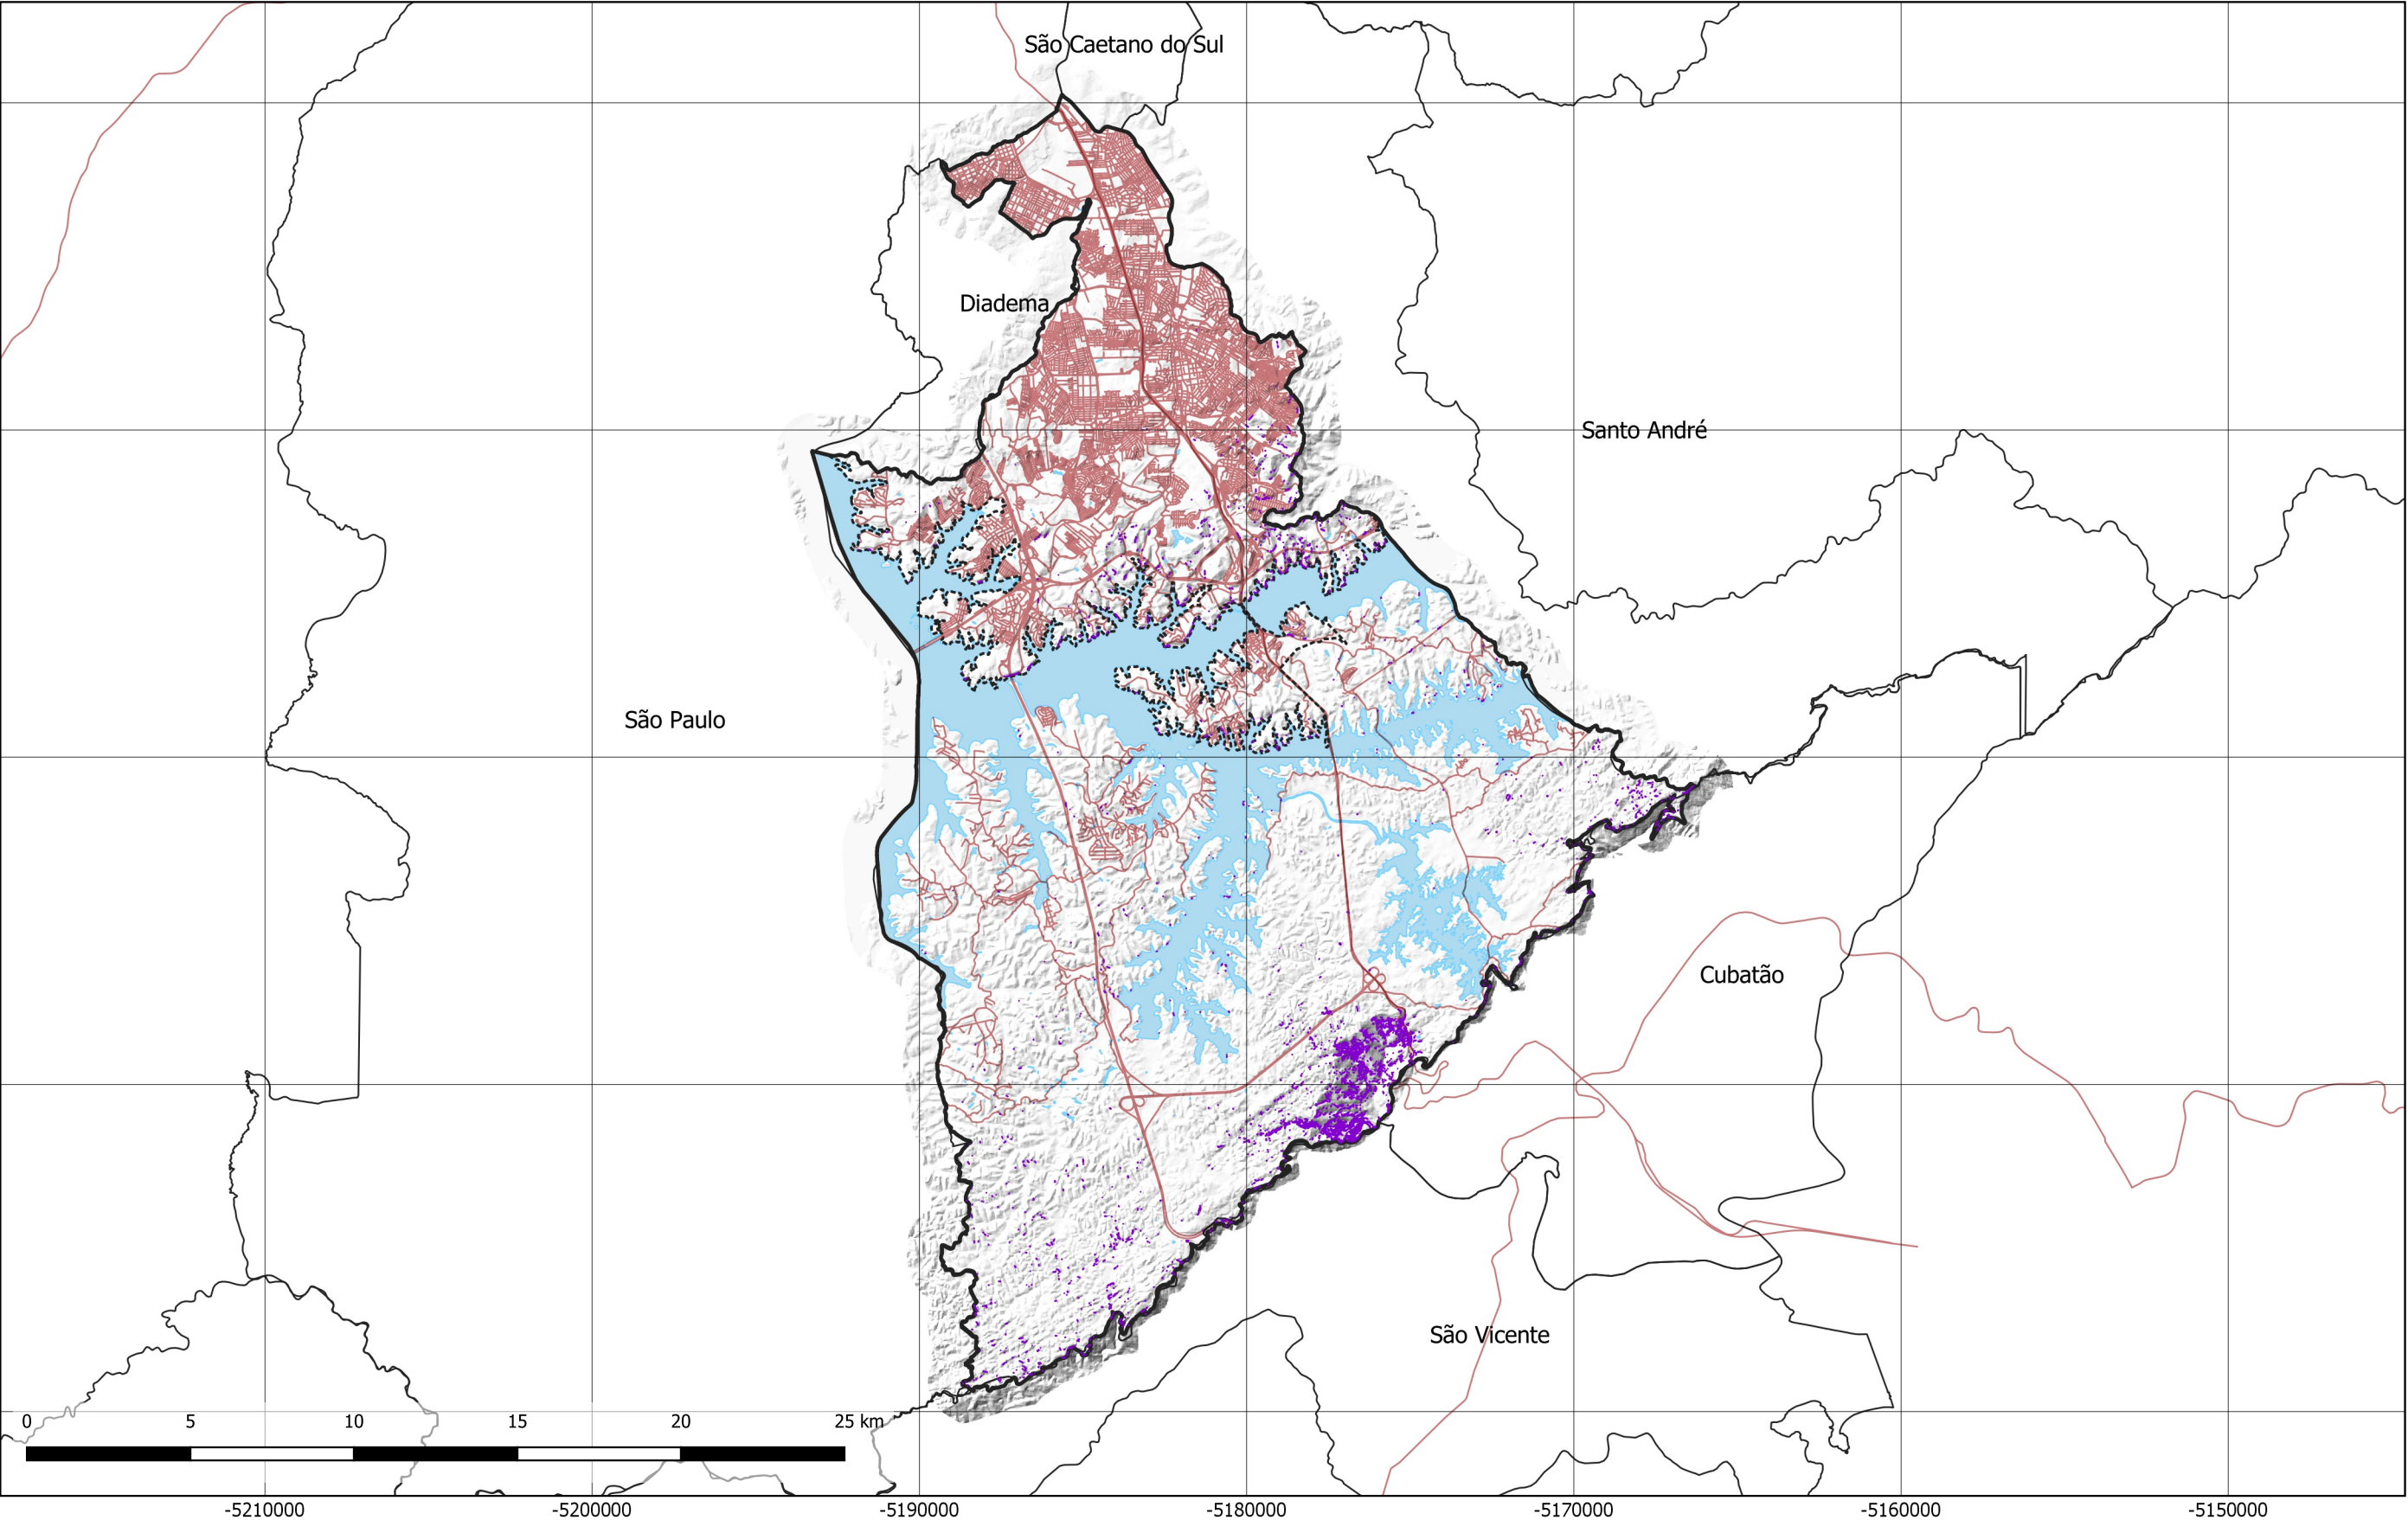 São Caetano do Sul
Diadema
Santo André
São Paulo
Cubatão
São Vicente
0 5 10 15 20 25 km
-5210000 -5200000 -5190000 -5180000 -5170000 -5160000 -5150000